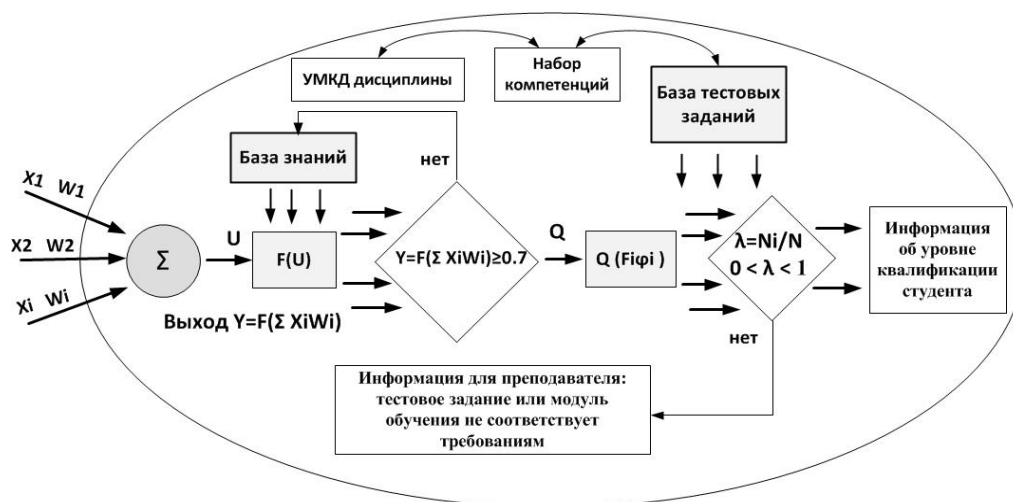 УМКД дисциплины
Набор
компетенций
База тестовых
заданий
База знаний
нет
X1 W1
X2 W2
Xi Wi
Σ
U
F(U)
Y=F(Σ XiWi)≥0.7
Q
Q (Fiφi )
λ=Ni/N
0 < λ < 1
Информация
об уровне
квалификации
студента
Выход Y=F(Σ XiWi)
нет
Информация для преподавателя:
тестовое задание или модуль
обучения не соответствует
требованиям